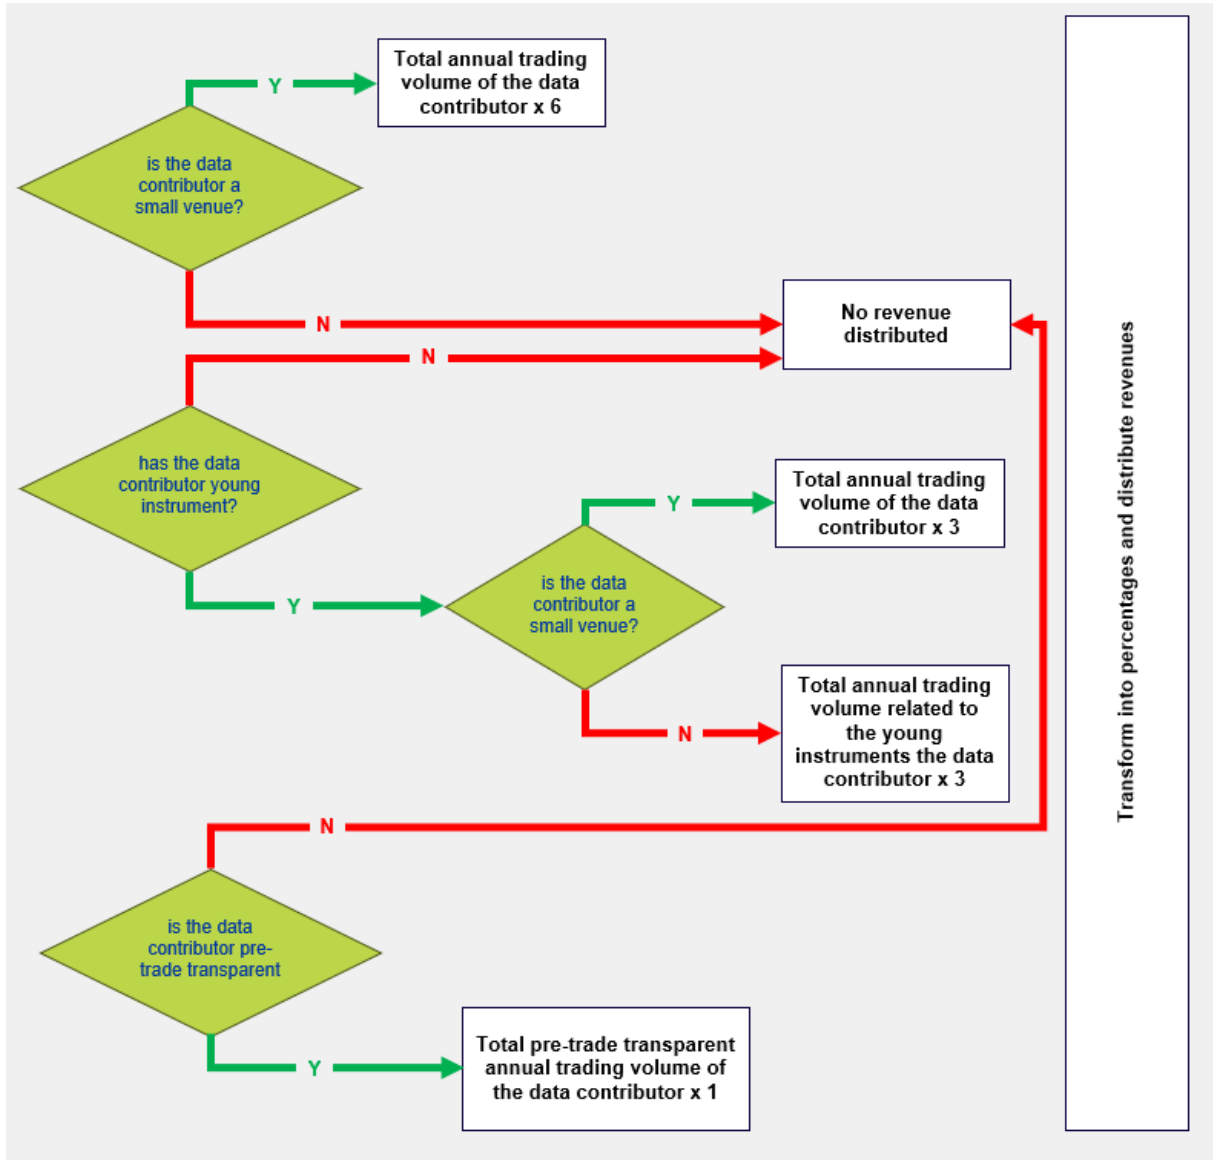 Total annual trading
volume of the data
contributor x 6
Y
is the data
contributor a
small venue?
N
No revenue
distributed
N
has the data
contributor young
instrument?
Y
Total annual trading
volume of the data
contributor x 3
Y
is the data
contributor a
small venue?
N
Total annual trading
volume related to
the young
instruments the data
contributor x 3
N
is the data
contributor pre-
trade transparent
Y
Total pre-trade transparent
annual trading volume of
the data contributor x 1
Transform into percentages and distribute revenues